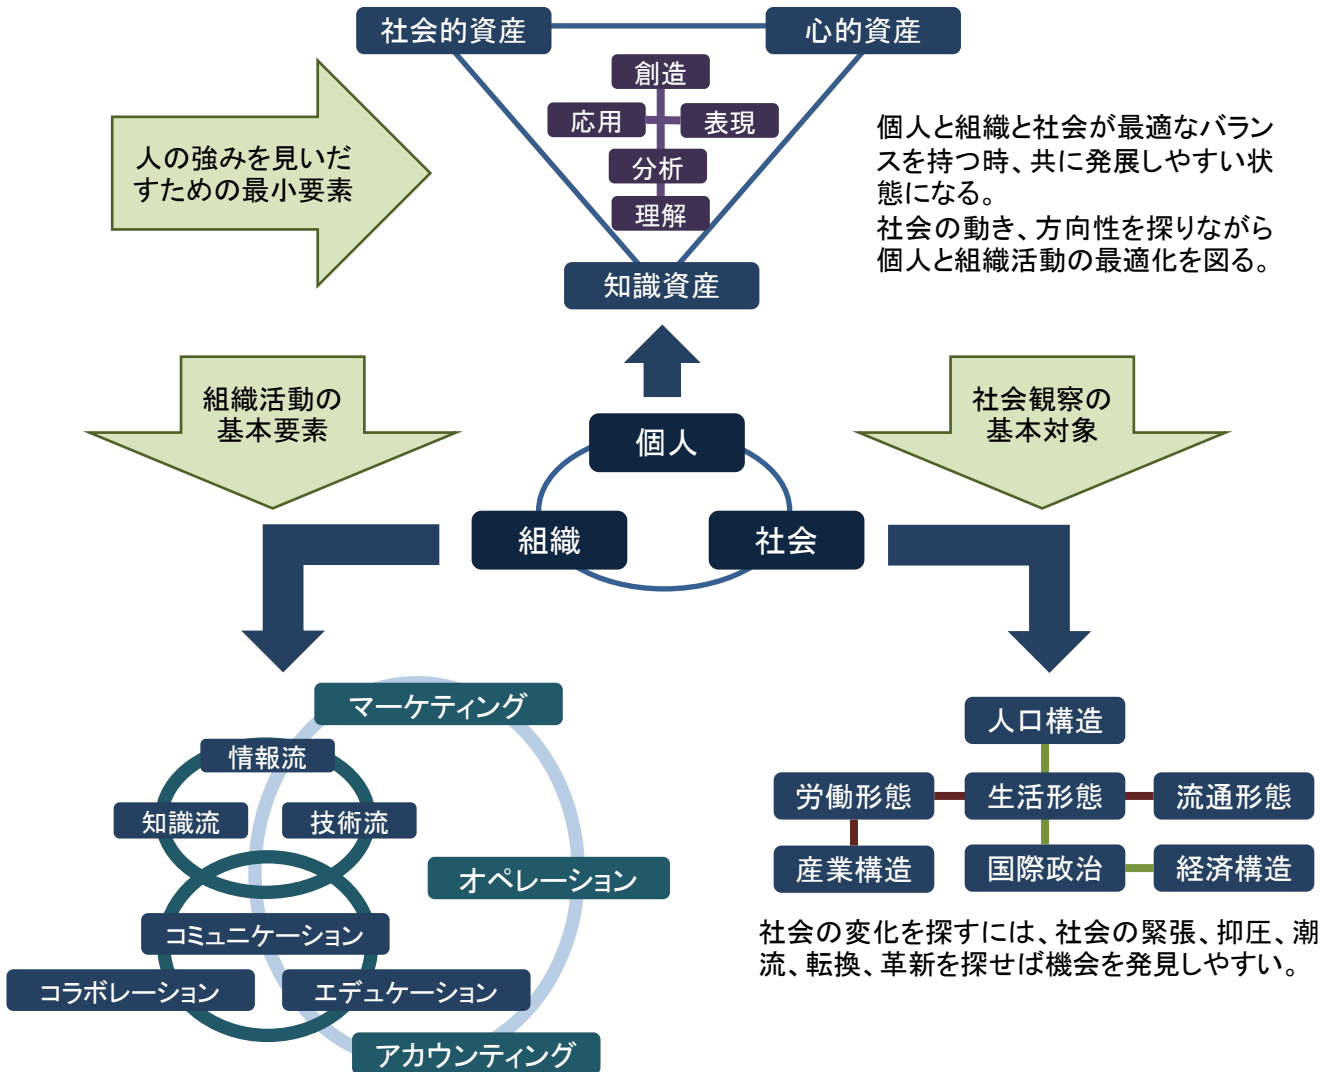 社会的資産
心的資産
創造
応用
表現
分析
理解
知識資産
人の強みを見いだ
すための最小要素
個人と組織と社会が最適なバラン
スを持つ時、共に発展しやすい状
態になる。
社会の動き、方向性を探りながら
個人と組織活動の最適化を図る。
組織活動の
基本要素
社会観察の
基本対象
個人
組織
社会
マーケティング
情報流
知識流
技術流
オペレーション
コミュニケーション
コラボレーション
エデュケーション
アカウンティング
人口構造
労働形態
生活形態
流通形態
産業構造
国際政治
経済構造
社会の変化を探すには、社会の緊張、抑圧、潮
流、転換、革新を探せば機会を発見しやすい。